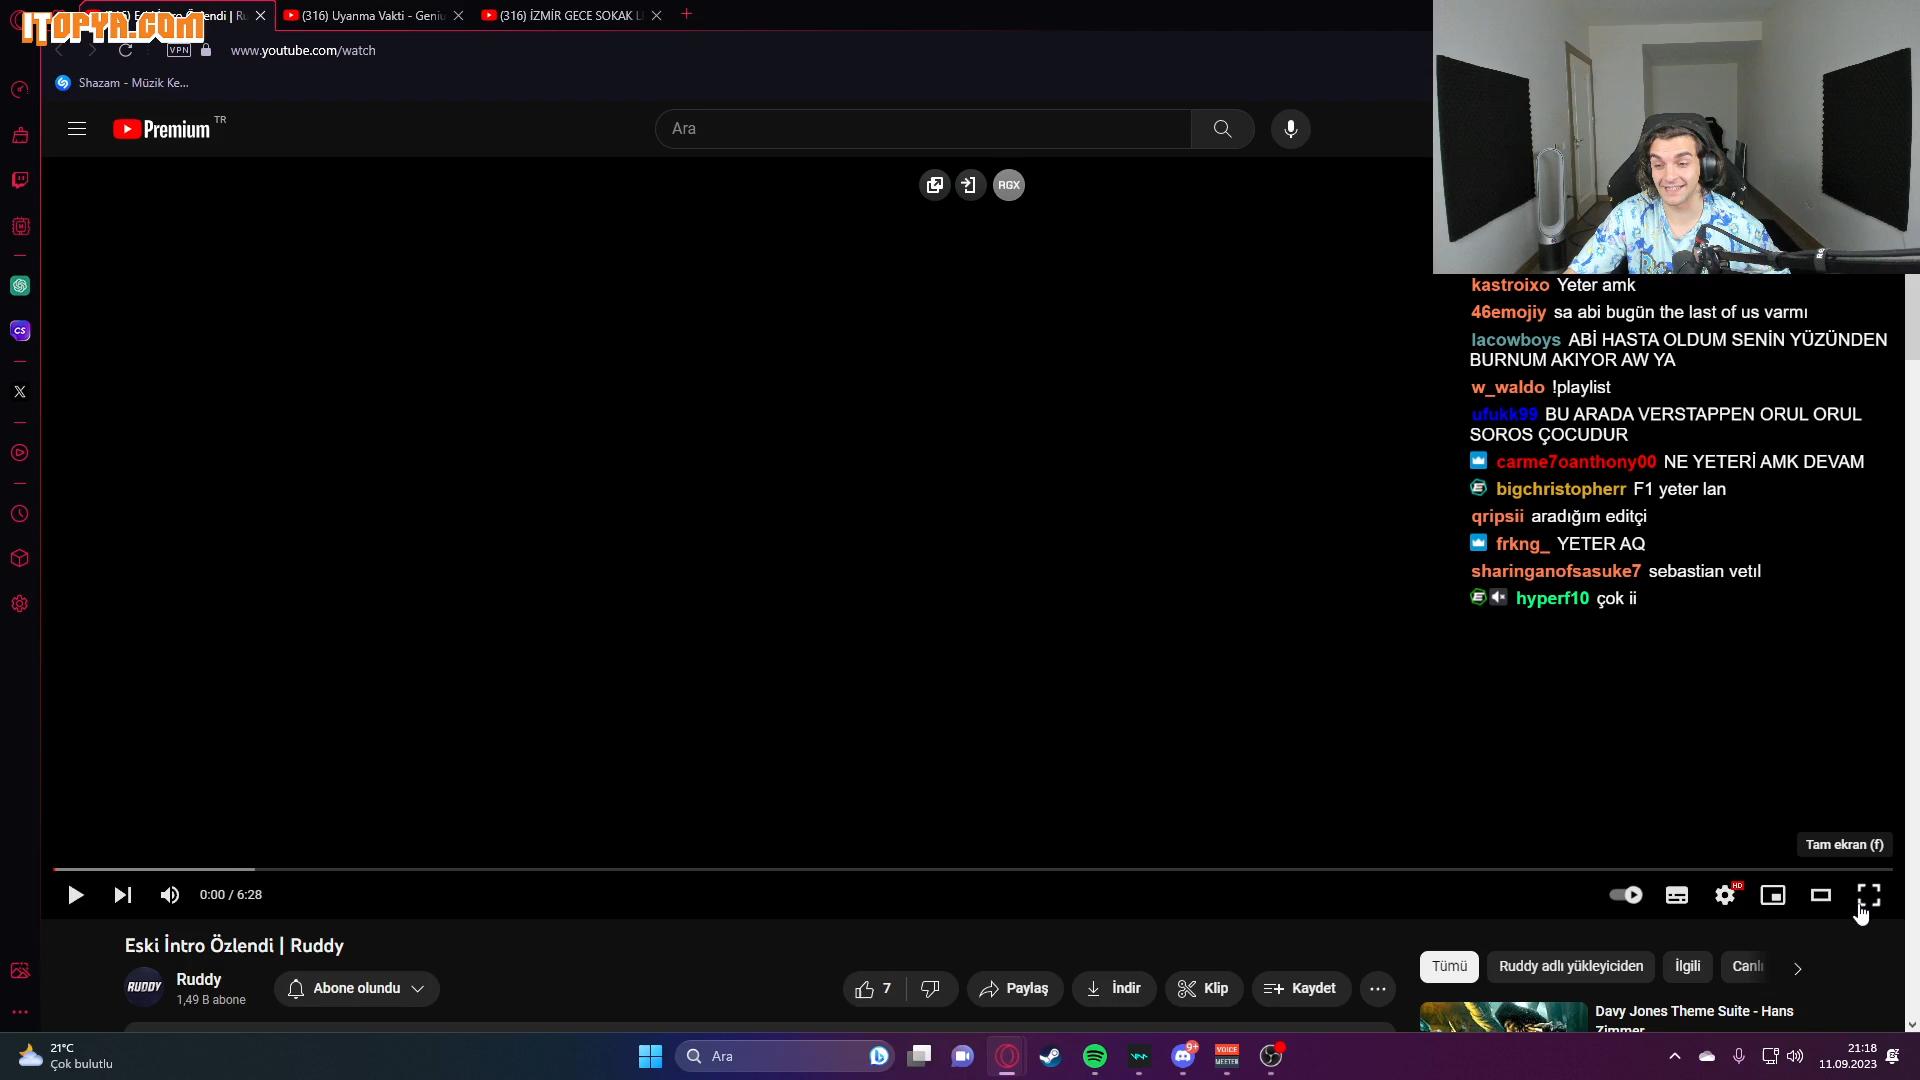 ITOPYA.COM
(316) Uyanma Vakti - Geniu
(316) İZMİR GECE SOKAK L
VPN
www.youtube.com/watch
Shazam - Müzik Ke...
Premium
TR
Ara
RGX
CS
kastroixo Yeter amk
46emojiy sa abi bugün the last of us varmı
lacowboys ABİ HASTA OLDUM SENİN YÜZÜNDEN
BURNUM AKIYOR AW YA
w_waldo !playlist
ufukk99 BU ARADA VERSTAPPEN ORUL ORUL
SOROS ÇOCUDUR
carme7oanthony00 NE YETERİ AMK DEVAM
bigchristopherr F1 yeter lan
qripsii aradığım editçi
frkng_ YETER AQ
sharinganofsasuke7 sebastian vetıl
hyperf10 çok ii
Tam ekran (f)
0:00 / 6:28
HD
Eski İntro Özlendi | Ruddy
RUDDY
Ruddy
1,49 B abone
Abone olundu
7
Paylaş
İndir
Klip
Kaydet
Tümü
Ruddy adlı yükleyiciden
İlgili
Canlı
Davy Jones Theme Suite - Hans
Zimmer
21°C
Çok bulutlu
Ara
9+
VOICE
MEETER
21:18
11.09.2023